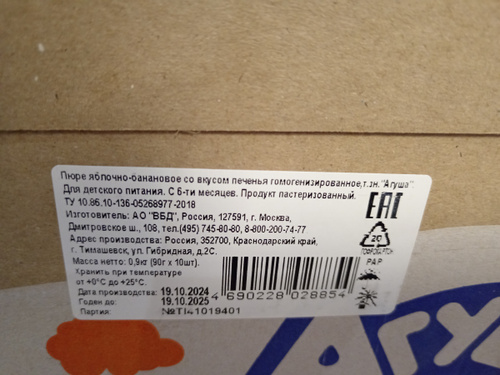 Пюре яблочно-банановое со вкусом печенья гомогенизированное,т.зн."Агуша".
Для детского питания. С 6-ти месяцев. Продукт пастеризованный.
ТУ 10.86.10-136-05268977-2018
Изготовитель: АО "ВБД", Россия, 127591, г. Москва,
Дмитровское ш., 108, тел.(495) 745-80-80, 8-800-200-74-77
Адрес производства: Россия, 352700, Краснодарский край,
г. Тимашевск, ул. Гибридная, д.2С.
Масса нетто: 0,9кг (90г x 10шт).
Хранить при температуре
от +0°С до +25°С.
Дата производства: 19.10.2024
Годен до: 19.10.2025
Партия: №TI41019401
4 690228 028854
EAC
20
PAP
Агу